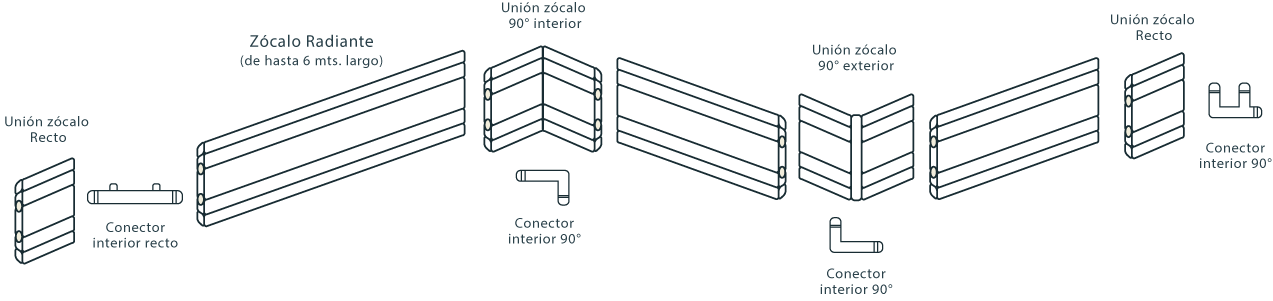 Unión zócalo
Recto
Conector
interior recto
Zócalo Radiante
(de hasta 6 mts. largo)
Unión zócalo
90° interior
Conector
interior 90°
Unión zócalo
90° exterior
Conector
interior 90°
Unión zócalo
Recto
Conector
interior 90°